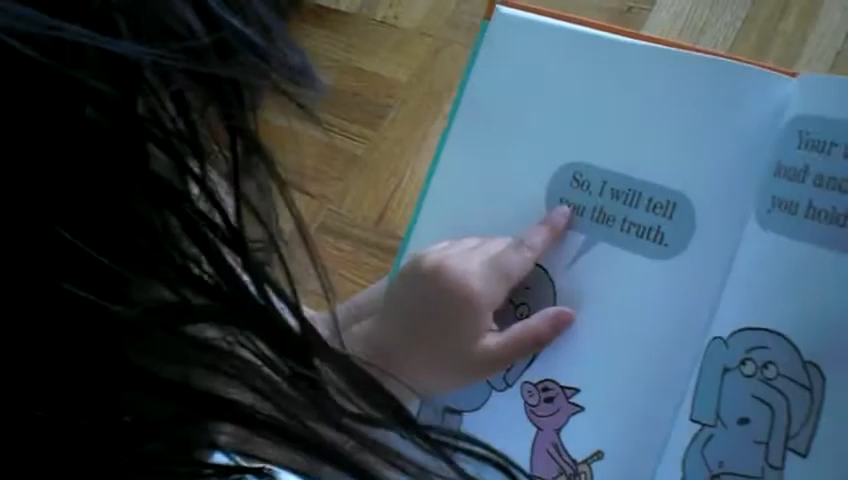 So, I will tell
you the truth.
Your
loud and
you hold